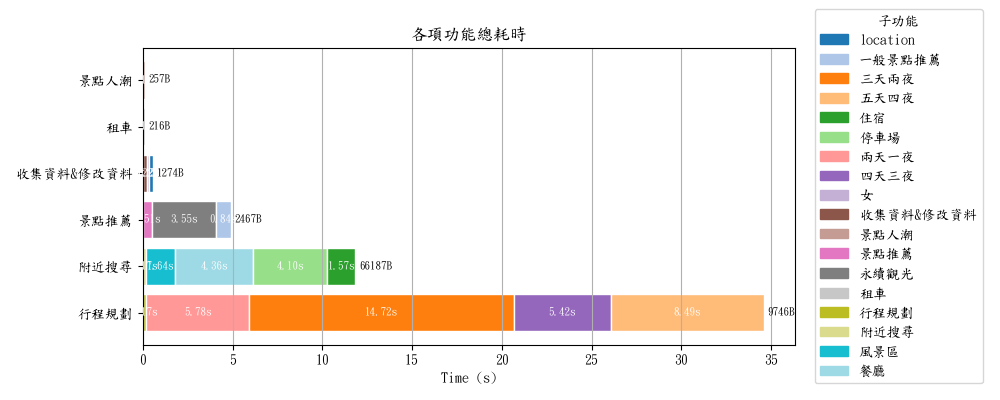 各項功能總耗時
景點人潮
257B
租車
216B
收集資料&修改資料
1274B
景點推薦
3.55s
2467B
附近搜尋
4.36s
4.10s
1.57s
66187B
行程規劃
5.78s
14.72s
5.42s
8.49s
9746B
0
5
10
15
20
25
30
35
Time (s)
子功能
location
一般景點推薦
三天兩夜
五天四夜
住宿
停車場
兩天一夜
四天三夜
女
收集資料&修改資料
景點人潮
景點推薦
永續觀光
租車
行程規劃
附近搜尋
風景區
餐廳